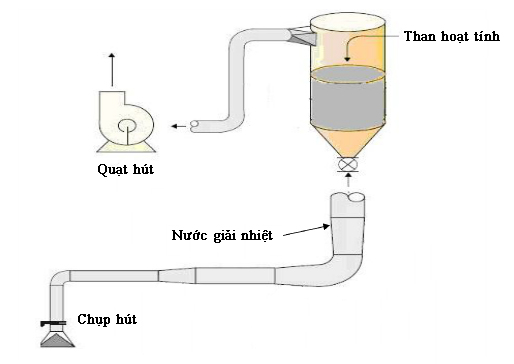 Than hoạt tính
Quạt hút
Nước giải nhiệt
Chụp hút